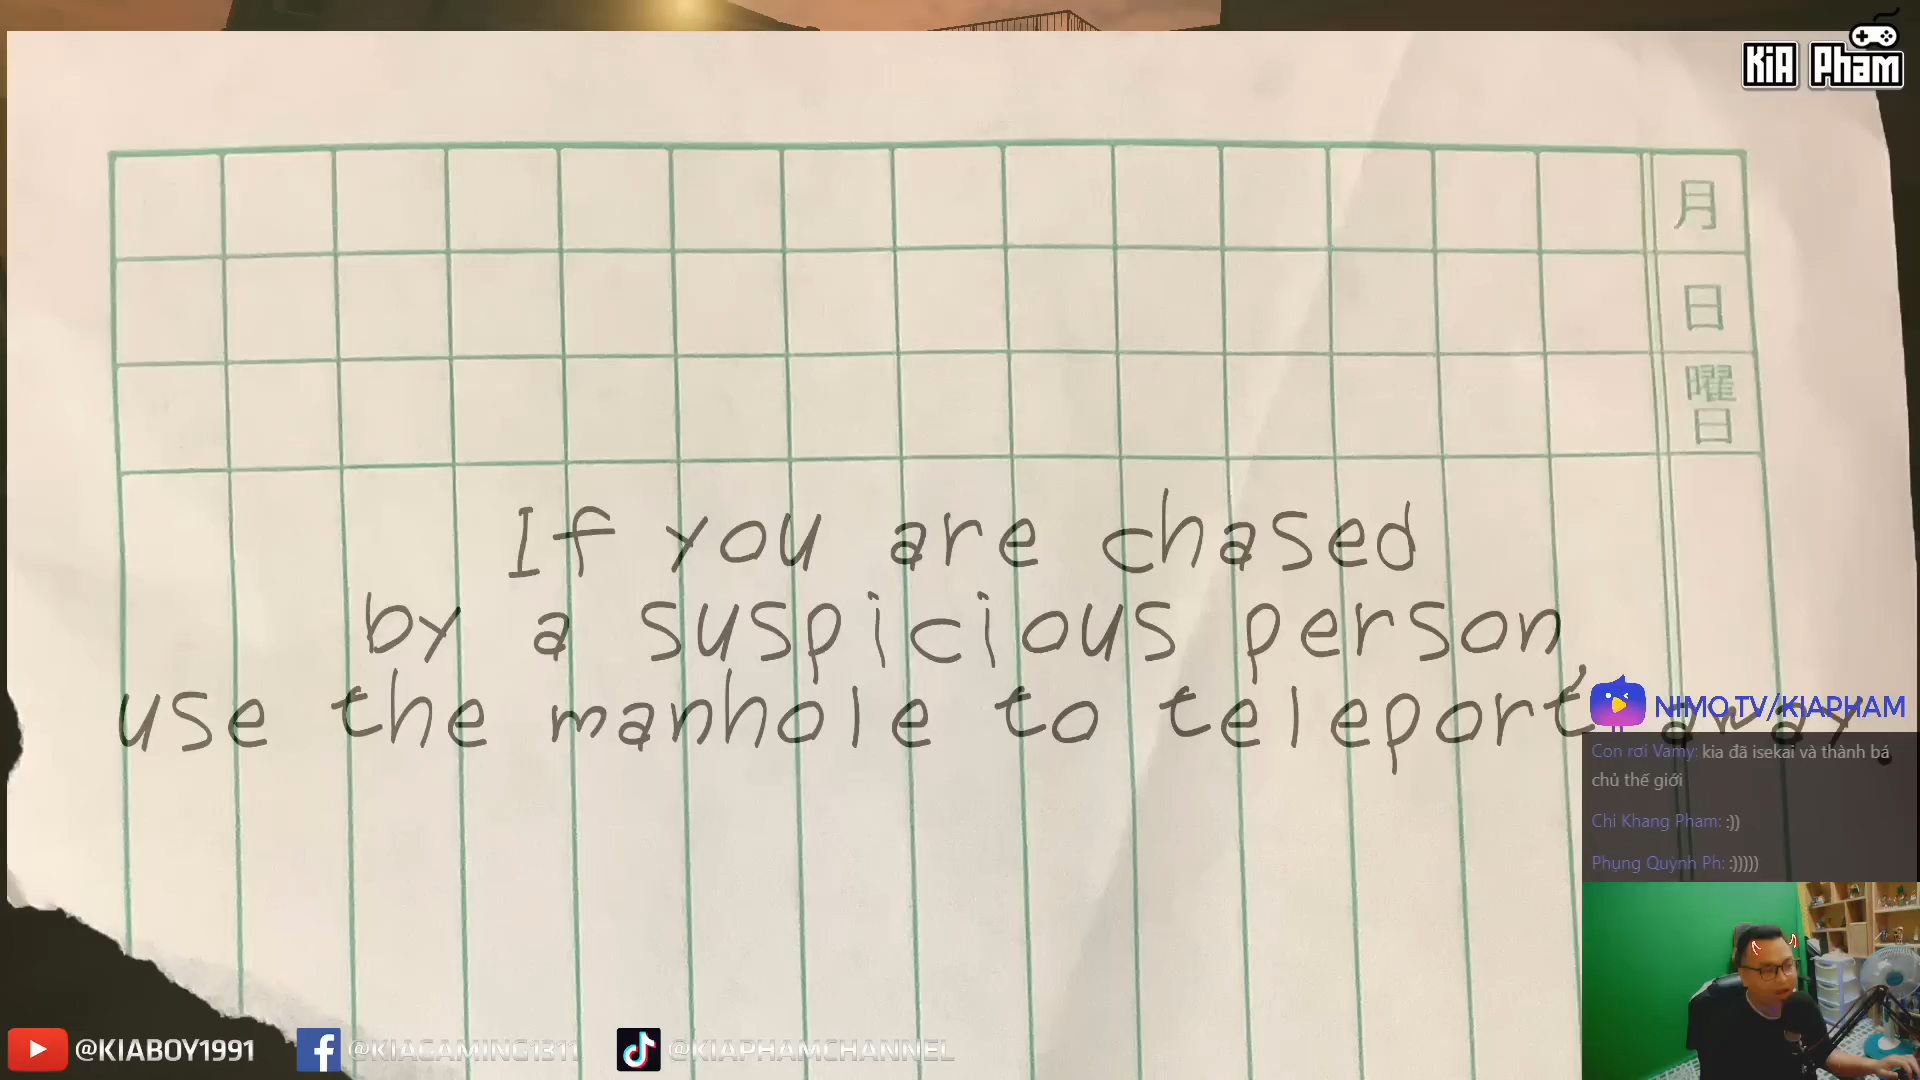 KiA Pham
月
日
曜
日
If you are chased
by a suspicious person,
use the manhole to teleport away.
NIMO.TV/KIAPHAM
Con rơi Vamy: kia đã isekai và thành bá
chủ thế giới
Chi Khang Pham: :))
Phụng Quỳnh Ph: :)))))
@KIABOY1991
@KIAGAMING1311
@KIAPHAMCHANNEL